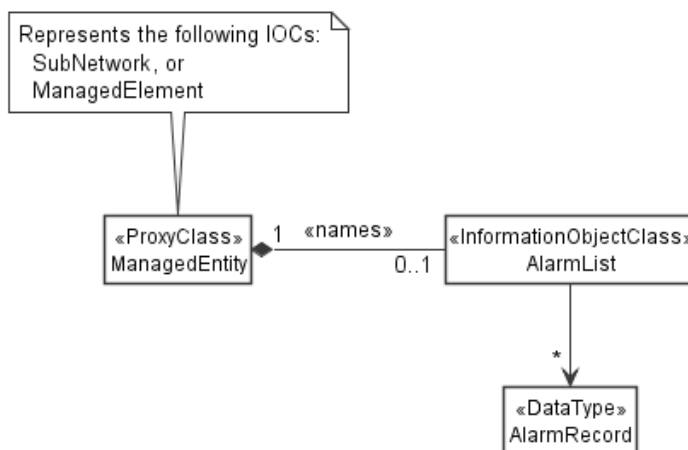 Represents the following IOCs:
SubNetwork, or
ManagedElement
«ProxyClass»
ManagedEntity
1
«names»
0..1
«InformationObjectClass»
AlarmList
*
«DataType»
AlarmRecord